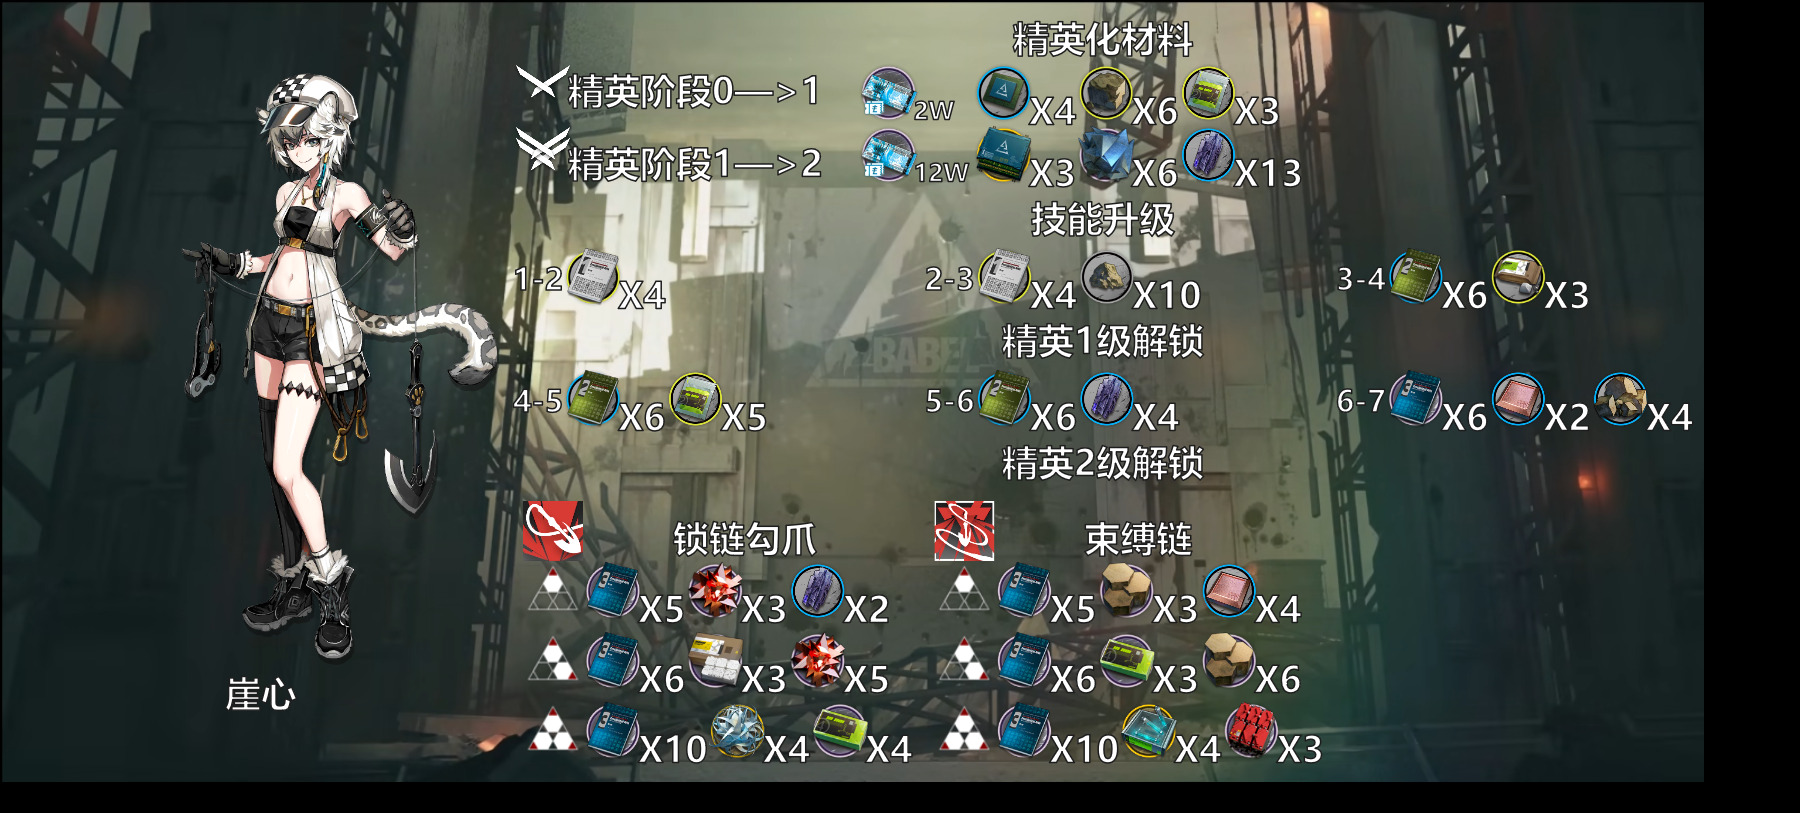 精英化材料
精英阶段0—>1 2W X4 X6 X3
精英阶段1—>2 12W X3 X6 X13
技能升级
1-2 X4 2-3 X4 X10 3-4 X6 X3
BABEL
精英1级解锁
4-5 X6 X5 5-6 X6 X4 6-7 X6 X2 X4
精英2级解锁
锁链勾爪 束缚链
X5 X3 X2 X5 X3 X4
X6 X3 X5 X6 X3 X6
崖心
X10 X4 X4 X10 X4 X3